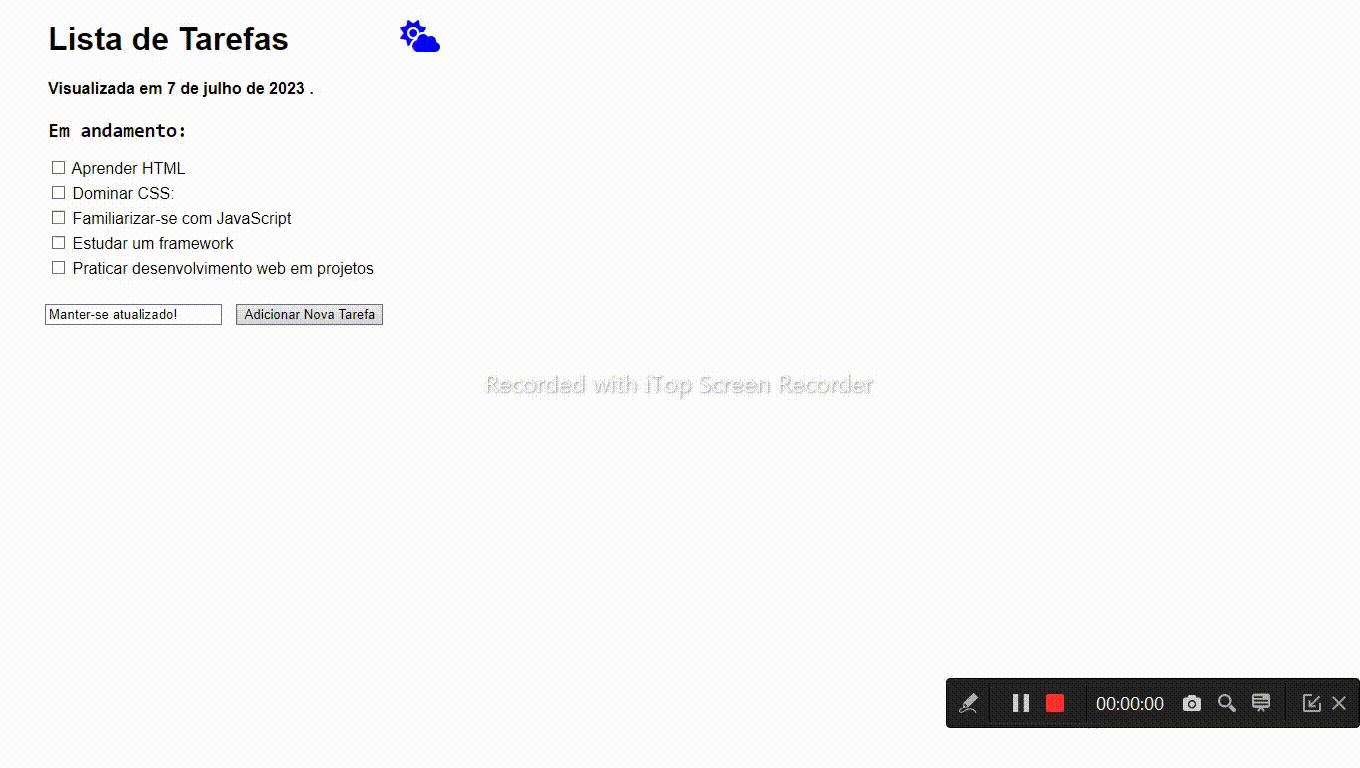 Lista de Tarefas
Visualizada em 7 de julho de 2023 .
Em andamento:
Aprender HTML
Dominar CSS:
Familiarizar-se com JavaScript
Estudar um framework
Praticar desenvolvimento web em projetos
Manter-se atualizado! Adicionar Nova Tarefa
Recorded with iTop Screen Recorder
00:00:00